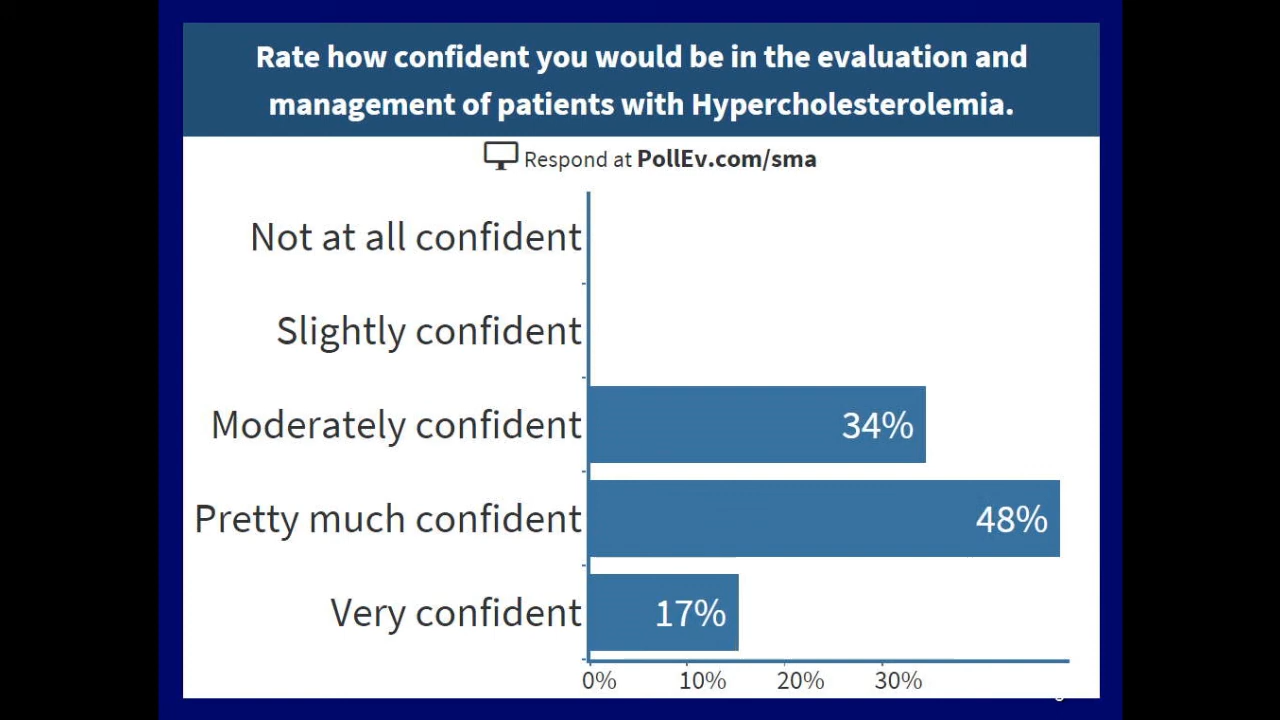 Rate how confident you would be in the evaluation and
management of patients with Hypercholesterolemia.
Respond at PollEv.com/sma
Not at all confident
Slightly confident
Moderately confident
34%
Pretty much confident
48%
Very confident
17%
0% 10% 20% 30%